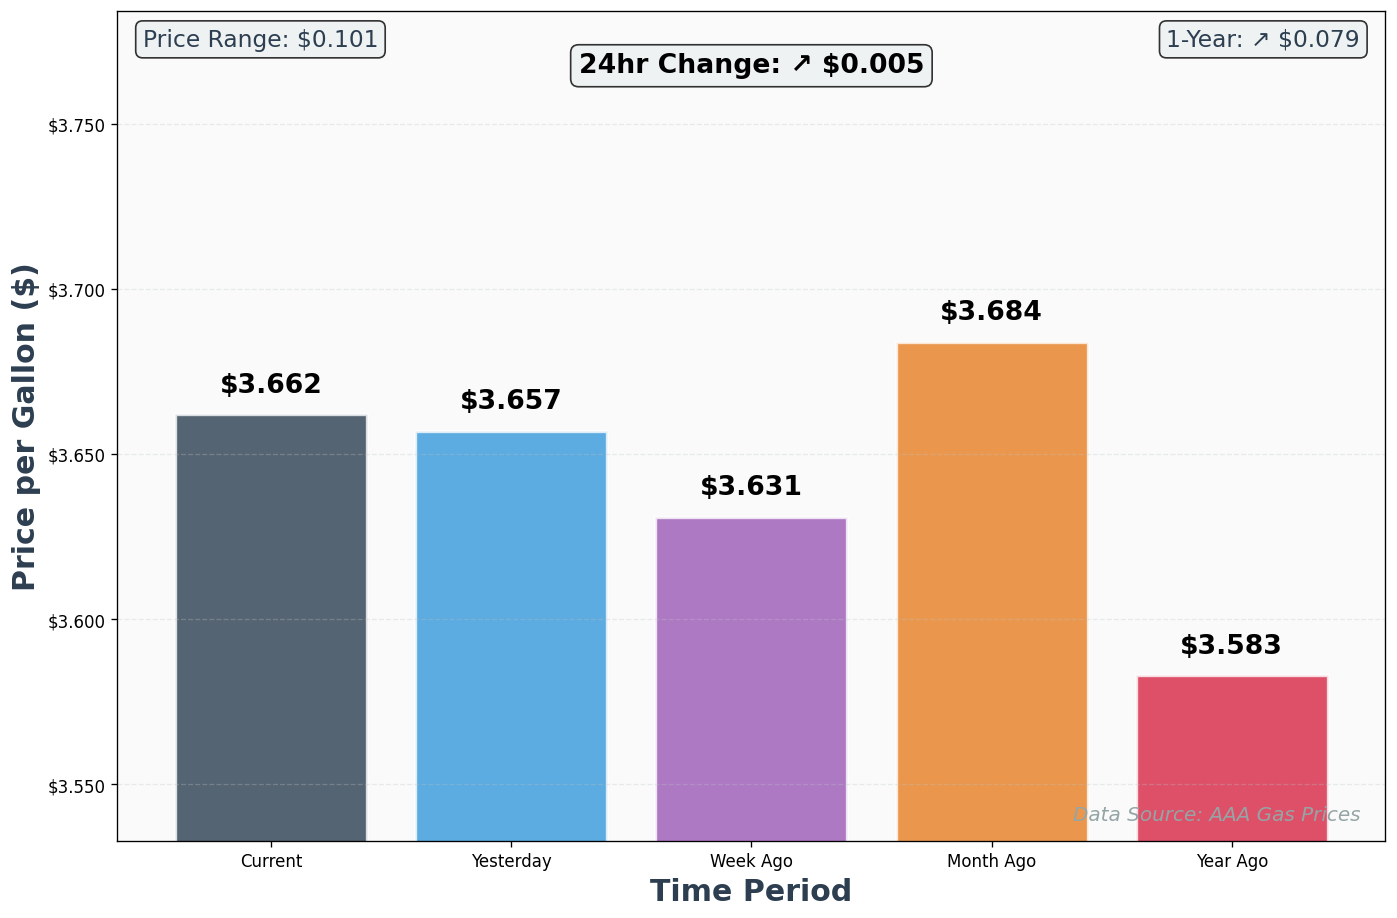 Price Range: $0.101
1-Year: ↗ $0.079
24hr Change: ↗ $0.005
Price per Gallon ($)
$3.750
$3.700
$3.650
$3.600
$3.550
$3.662
$3.657
$3.631
$3.684
$3.583
Data Source: AAA Gas Prices
Current
Yesterday
Week Ago
Month Ago
Year Ago
Time Period